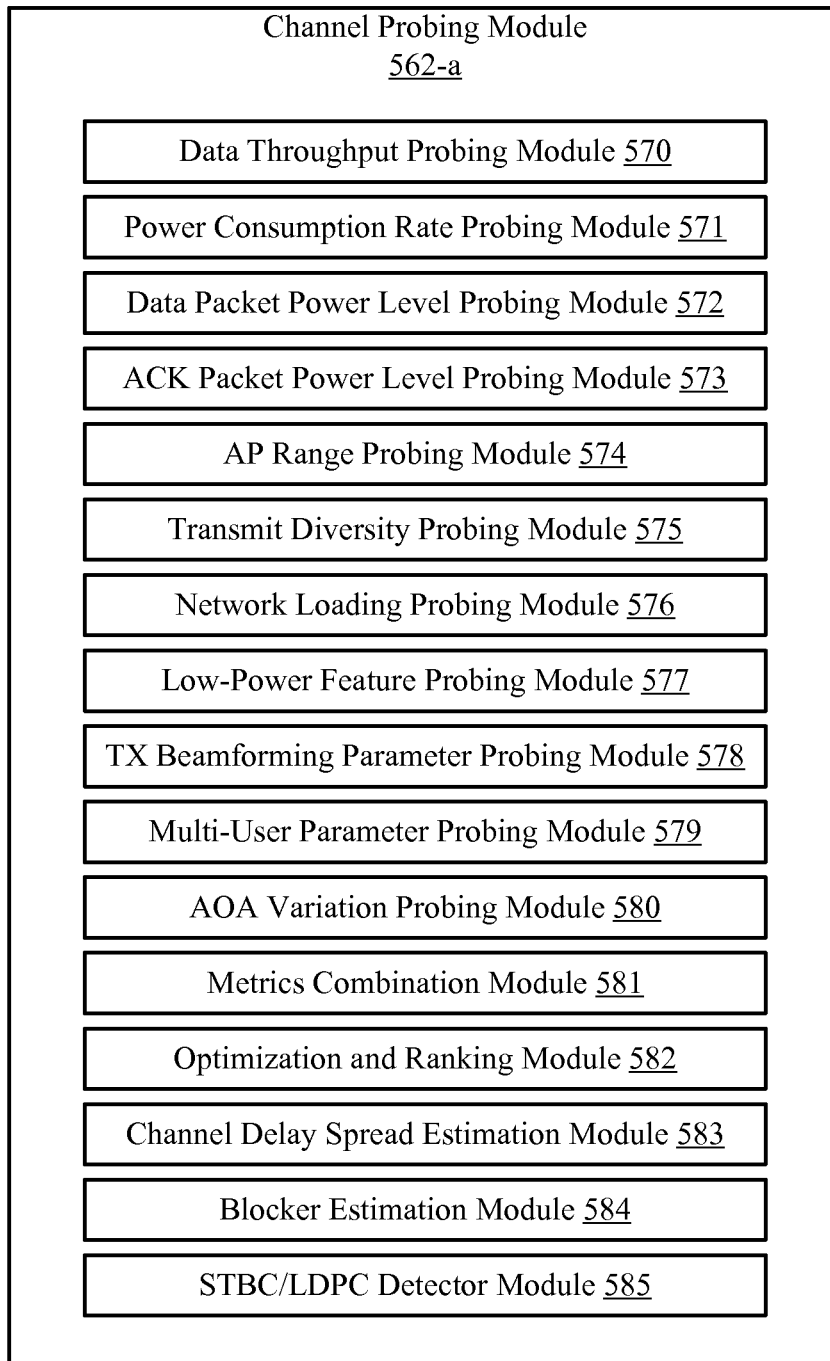 Channel Probing Module
562-a
Data Throughput Probing Module 570
Power Consumption Rate Probing Module 571
Data Packet Power Level Probing Module 572
ACK Packet Power Level Probing Module 573
AP Range Probing Module 574
Transmit Diversity Probing Module 575
Network Loading Probing Module 576
Low-Power Feature Probing Module 577
TX Beamforming Parameter Probing Module 578
Multi-User Parameter Probing Module 579
AOA Variation Probing Module 580
Metrics Combination Module 581
Optimization and Ranking Module 582
Channel Delay Spread Estimation Module 583
Blocker Estimation Module 584
STBC/LDPC Detector Module 585